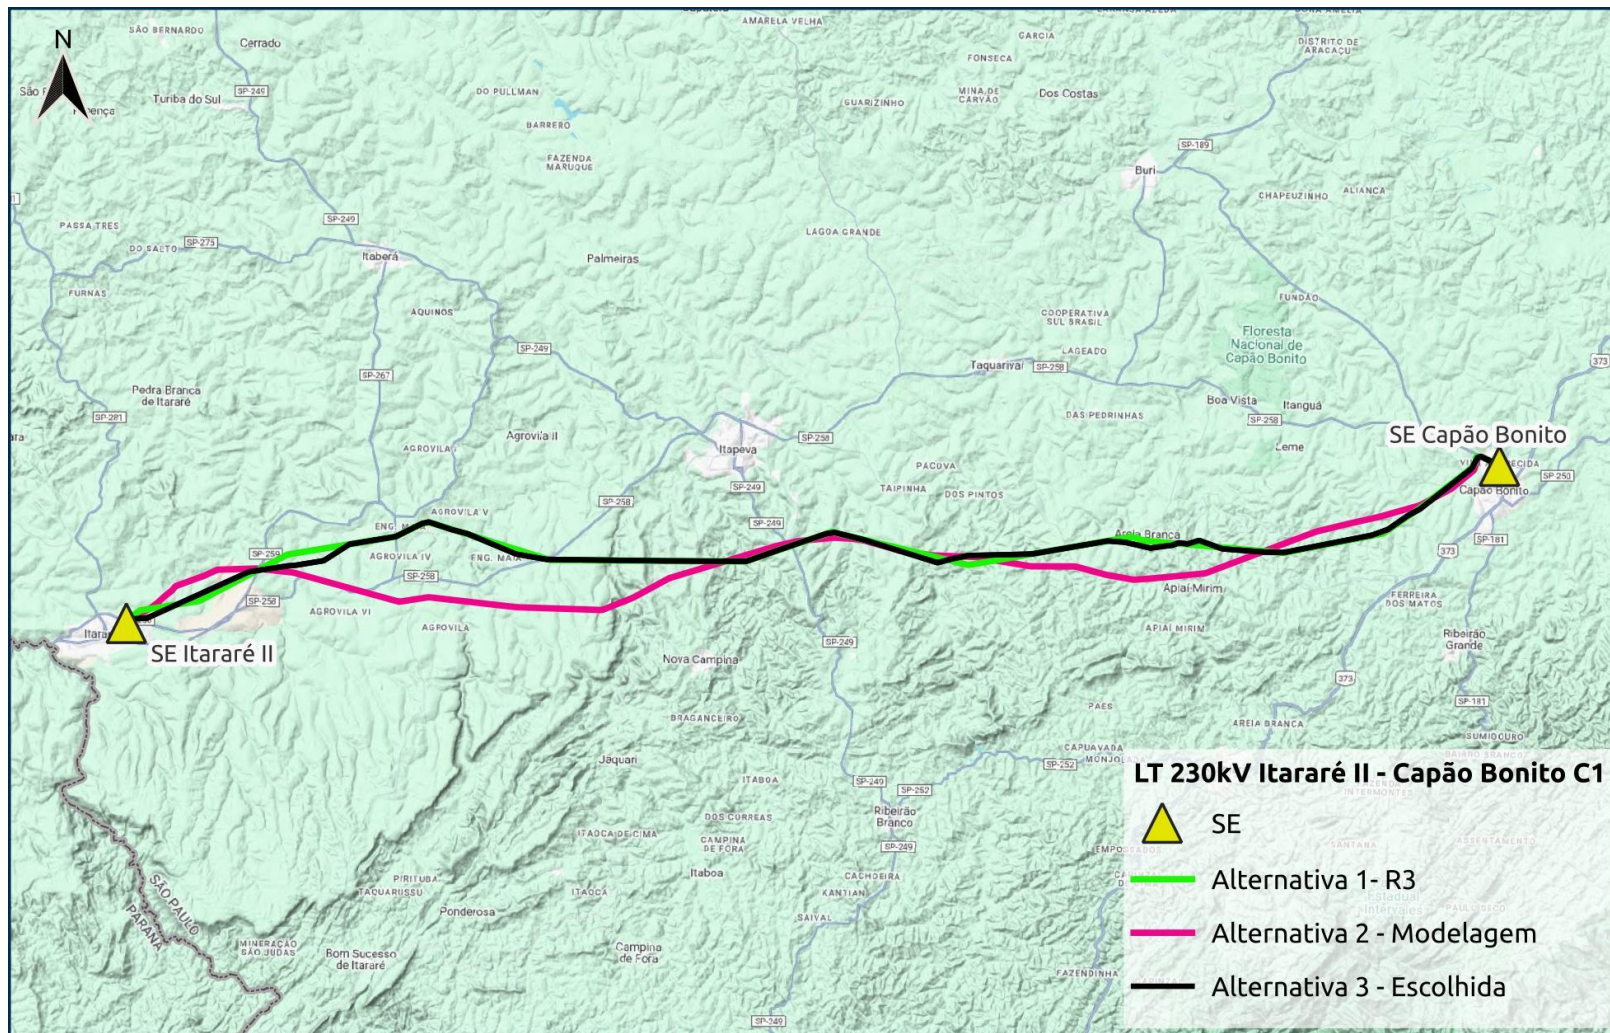 AMARELA VELHA
SÃO BERNARDO
Cerrado
GARCIA
DISTRITO DE
ARACAÇU
N
FONSECA
SP-249
DO PULLMAN
MINA DE
CARVÃO
Dos Costas
Turiba do Sul
GUARIZINHO
BARRERO
SP-189
FAZENDA
MARUQUE
Buri
CHAPEUZINHO
ALIANCA
SP-249
PASSA TRES
LAGOA GRANDE
DO SALTO
SP-275
Itaberá
Palmeiras
FURNAS
FUNDÃO
AQUINOS
COOPERATIVA
SUL BRASIL
Floresta
Nacional de
Capão Bonito
SP-249
LAGEADO
373
Taquarivaí
SP-258
SP-267
Pedra Branca
de Itararé
Boa Vista
Itanguá
DAS PEDRINHAS
SP-281
SP-258
Agrovila II
SP-258
SE Capão Bonito
AGROVILA I
Itapeva
Leme
PACOVA
SP-250
TAIPINHA
DOS PINTOS
SP-249
Capão Bonito
SP-258
AGROVILA V
SP-249
ENG. MAIA
Areia Branca
SP-181
SP-259
AGROVILA IV
ENG. MAIA
373
SP-258
Apiaí-Mirim
SP-258
AGROVILA VI
FERREIRA
DOS MATOS
AGROVILA
APIAÍ MIRIM
SP-249
Ribeirão
Grande
SE Itararé II
Nova Campina
373
SP-181
PAES
BRAGANCEIRO
AREIA BRANCA
SUMIDOURO
CAPUAVADA
Jaquari
SP-252
LT 230kV Itararé II - Capão Bonito C1
ITABOA
SP-249
SP-252
SE
Ribeirão
Branco
DOS CORREAS
ITAOCA DE CIMA
CAMPINA
DE FORA
SP-249
Itaboa
CACHOEIRA
PIRITUBA
TAQUARUSSU
ITAOCA
KANTIAN
Alternativa 1- R3
SÃO PAULO
PARANÁ
Ponderosa
SAIVAL
Alternativa 2 - Modelagem
MINERAÇÃO
SÃO JUDAS
Bom Sucesso
de Itararé
Campina
de Fora
FAZENDINHA
Alternativa 3 - Escolhida
SP-249